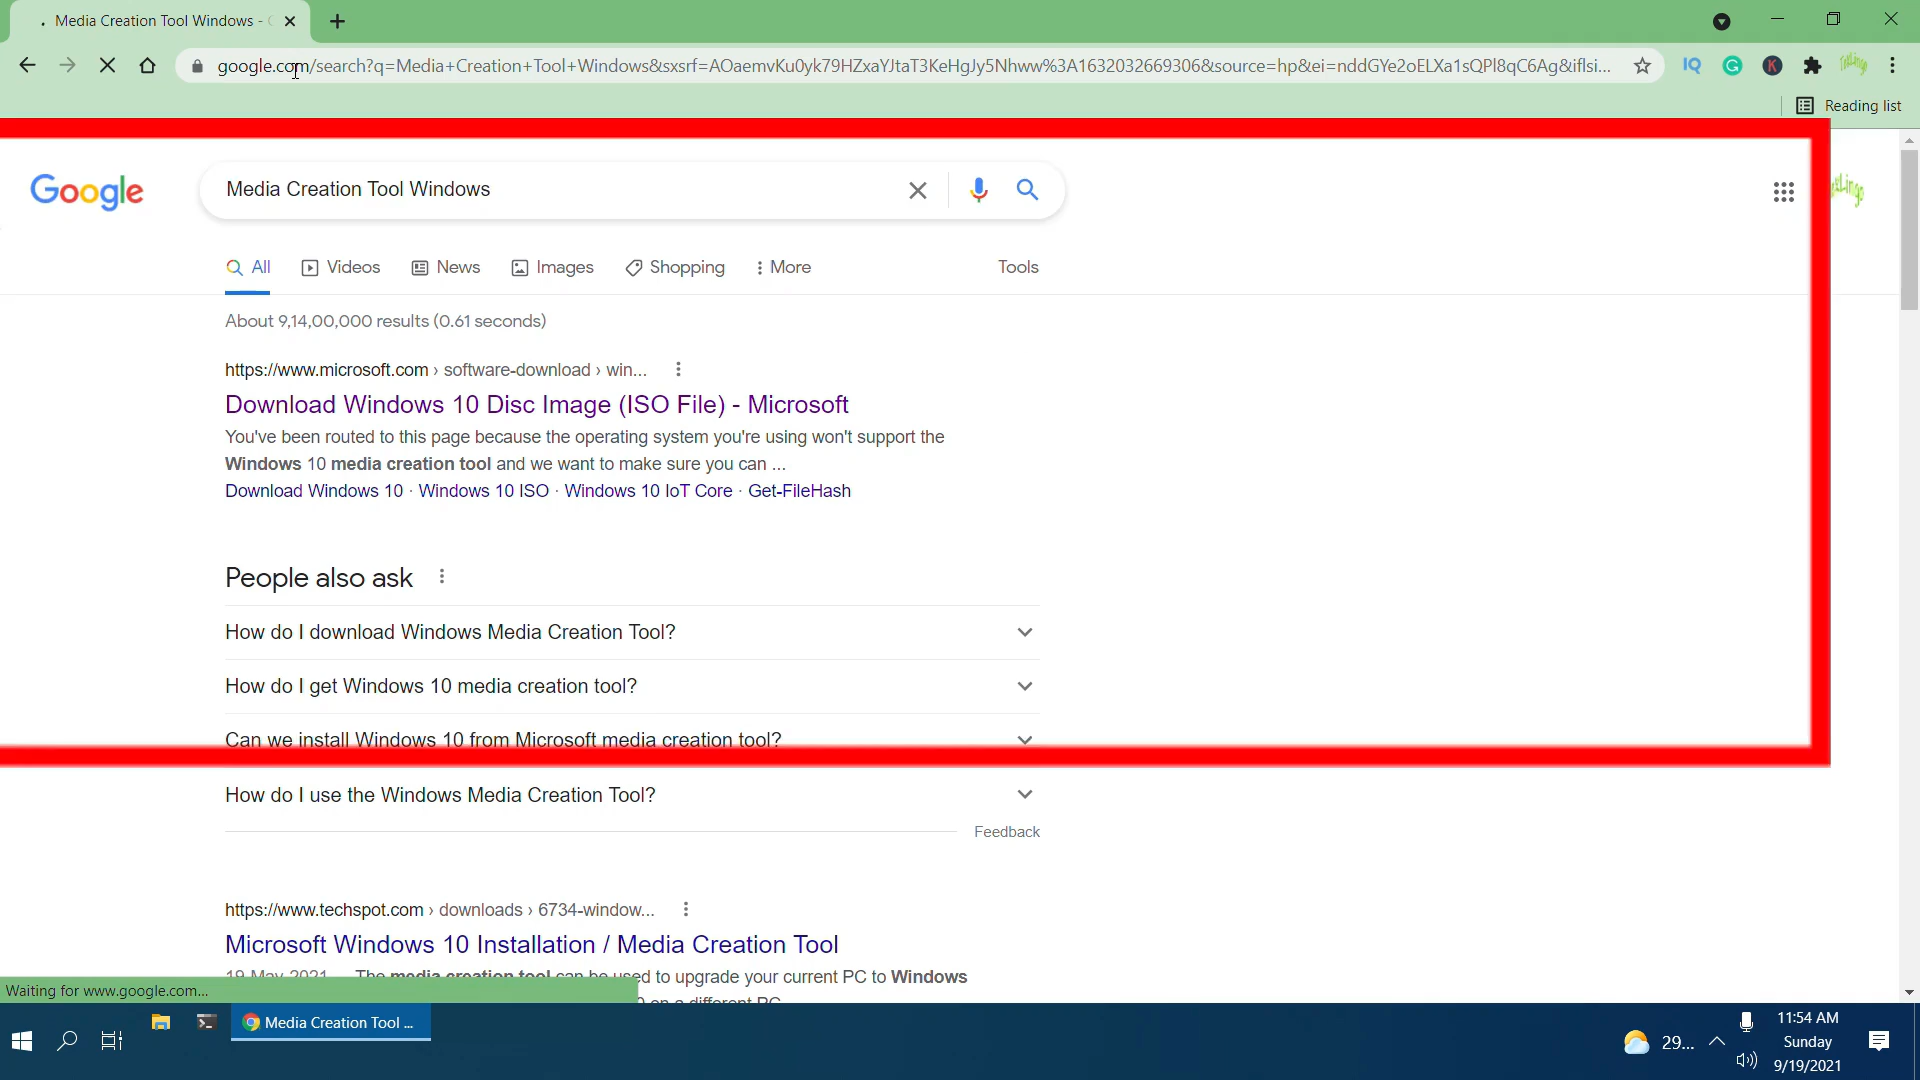 Media Creation Tool Windows -
google.com/search?q=Media+Creation+Tool+Windows&sxsrf=AOaemvKu0yk79HZxaYJtaT3KeHgJy5Nhww%3A1632032669306&source=hp&ei=nddGYe2oELXa1sQPl8qC6Ag&iflsi...
IQ
G
K
Reading list
Google
Media Creation Tool Windows
All
Videos
News
Images
Shopping
More
Tools
About 9,14,00,000 results (0.61 seconds)
https://www.microsoft.com › software-download › win...
Download Windows 10 Disc Image (ISO File) - Microsoft
You've been routed to this page because the operating system you're using won't support the
Windows 10 media creation tool and we want to make sure you can ...
Download Windows 10 · Windows 10 ISO · Windows 10 IoT Core · Get-FileHash
People also ask
How do I download Windows Media Creation Tool?
How do I get Windows 10 media creation tool?
Can we install Windows 10 from Microsoft media creation tool?
How do I use the Windows Media Creation Tool?
Feedback
https://www.techspot.com › downloads › 6734-window...
Microsoft Windows 10 Installation / Media Creation Tool
19 May 2021 The media creation tool can be used to upgrade your current PC to Windows
on a different PC
Waiting for www.google.com...
Media Creation Tool ...
29...
11:54 AM
Sunday
9/19/2021